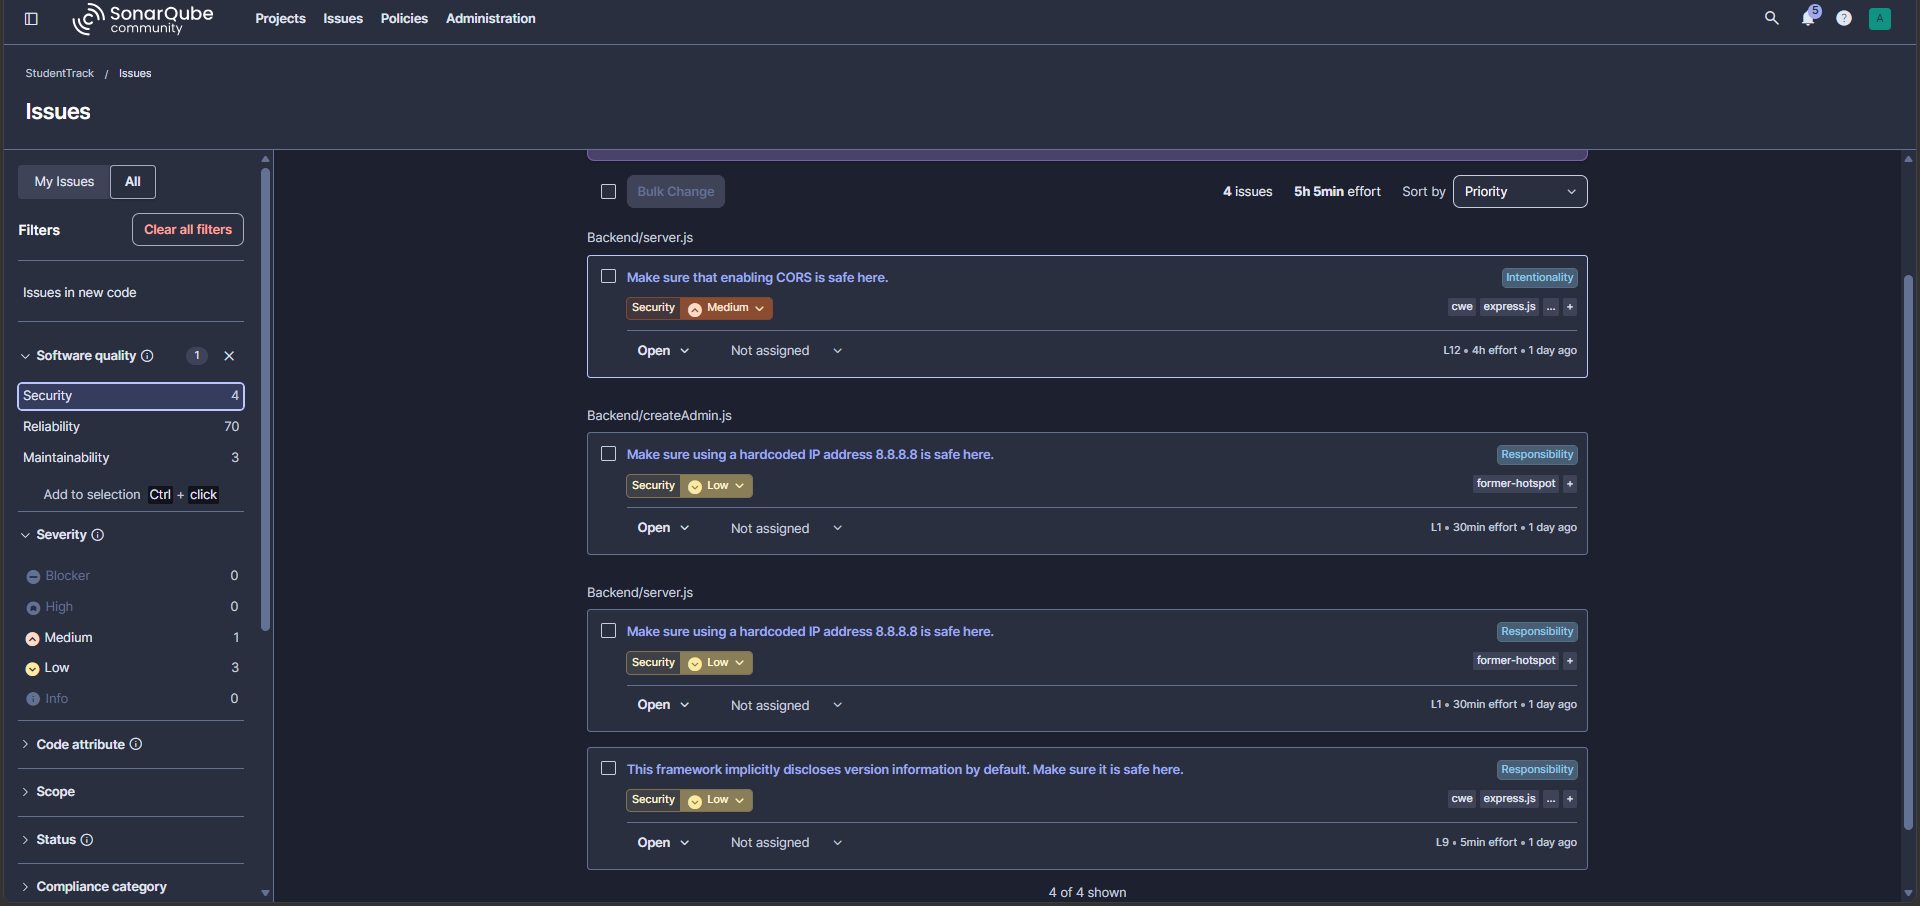 SonarQube
community
Projects Issues Policies Administration
5
?
A
StudentTrack / Issues
Issues
My Issues All
Filters Clear all filters
Issues in new code
Software quality 1
Security 4
Reliability 70
Maintainability 3
Add to selection Ctrl + click
Severity
Blocker 0
High 0
Medium 1
Low 3
Info 0
Code attribute
Scope
Status
Compliance category
Bulk Change 4 issues 5h 5min effort Sort by Priority
Backend/server.js
Make sure that enabling CORS is safe here. Intentionality
Security Medium cwe express.js ... +
Open Not assigned L12 • 4h effort • 1 day ago
Backend/createAdmin.js
Make sure using a hardcoded IP address 8.8.8.8 is safe here. Responsibility
Security Low former-hotspot +
Open Not assigned L1 • 30min effort • 1 day ago
Backend/server.js
Make sure using a hardcoded IP address 8.8.8.8 is safe here. Responsibility
Security Low former-hotspot +
Open Not assigned L1 • 30min effort • 1 day ago
This framework implicitly discloses version information by default. Make sure it is safe here. Responsibility
Security Low cwe express.js ... +
Open Not assigned L9 • 5min effort • 1 day ago
4 of 4 shown